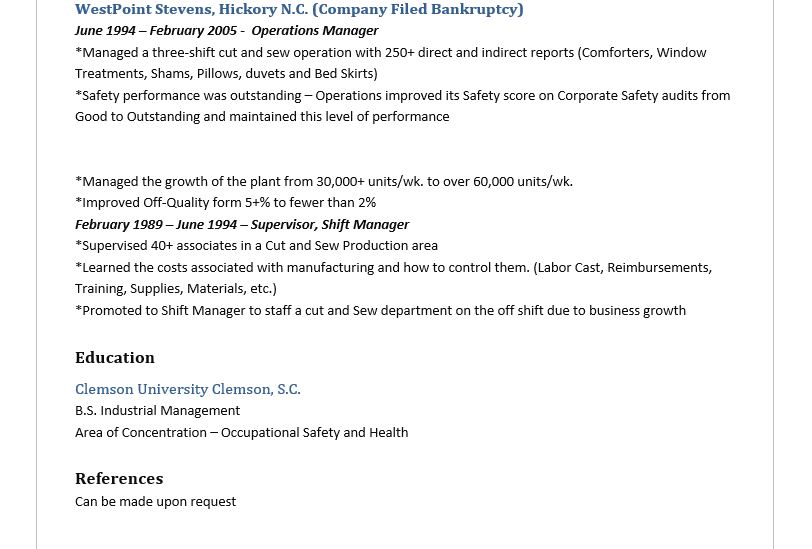 WestPoint Stevens, Hickory N.C. (Company Filed Bankruptcy)
June 1994 – February 2005 - Operations Manager
*Managed a three-shift cut and sew operation with 250+ direct and indirect reports (Comforters, Window
Treatments, Shams, Pillows, duvets and Bed Skirts)
*Safety performance was outstanding – Operations improved its Safety score on Corporate Safety audits from
Good to Outstanding and maintained this level of performance
*Managed the growth of the plant from 30,000+ units/wk. to over 60,000 units/wk.
*Improved Off-Quality form 5+% to fewer than 2%
February 1989 – June 1994 – Supervisor, Shift Manager
*Supervised 40+ associates in a Cut and Sew Production area
*Learned the costs associated with manufacturing and how to control them. (Labor Cast, Reimbursements,
Training, Supplies, Materials, etc.)
*Promoted to Shift Manager to staff a cut and Sew department on the off shift due to business growth
Education
Clemson University Clemson, S.C.
B.S. Industrial Management
Area of Concentration – Occupational Safety and Health
References
Can be made upon request